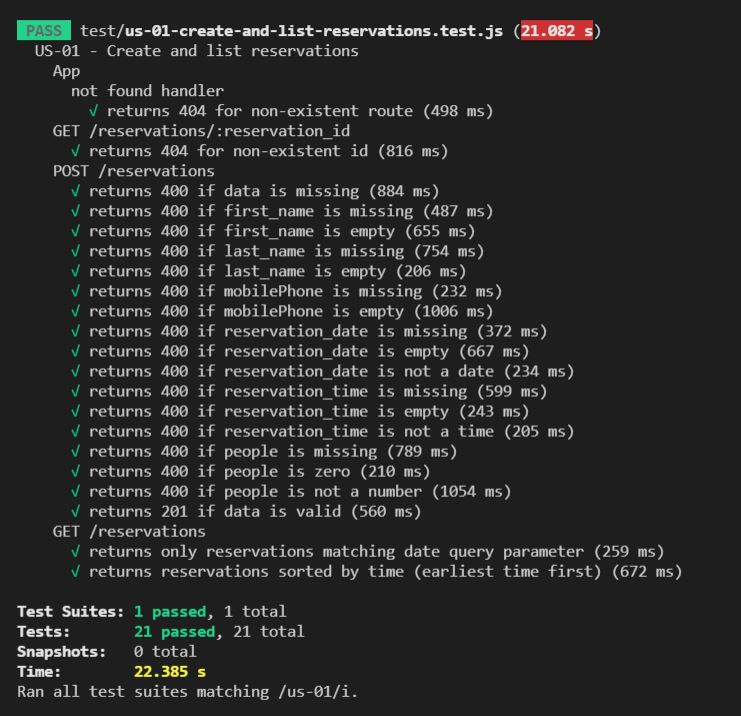 PASS test/us-01-create-and-list-reservations.test.js (21.082 s)
US-01 - Create and list reservations
App
not found handler
√ returns 404 for non-existent route (498 ms)
GET /reservations/:reservation_id
√ returns 404 for non-existent id (816 ms)
POST /reservations
√ returns 400 if data is missing (884 ms)
√ returns 400 if first_name is missing (487 ms)
√ returns 400 if first_name is empty (655 ms)
√ returns 400 if last_name is missing (754 ms)
√ returns 400 if last_name is empty (206 ms)
√ returns 400 if mobilePhone is missing (232 ms)
√ returns 400 if mobilePhone is empty (1006 ms)
√ returns 400 if reservation_date is missing (372 ms)
√ returns 400 if reservation_date is empty (667 ms)
√ returns 400 if reservation_date is not a date (234 ms)
√ returns 400 if reservation_time is missing (599 ms)
√ returns 400 if reservation_time is empty (243 ms)
√ returns 400 if reservation_time is not a time (205 ms)
√ returns 400 if people is missing (789 ms)
√ returns 400 if people is zero (210 ms)
√ returns 400 if people is not a number (1054 ms)
√ returns 201 if data is valid (560 ms)
GET /reservations
√ returns only reservations matching date query parameter (259 ms)
√ returns reservations sorted by time (earliest time first) (672 ms)
Test Suites: 1 passed, 1 total
Tests: 21 passed, 21 total
Snapshots: 0 total
Time: 22.385 s
Ran all test suites matching /us-01/i.